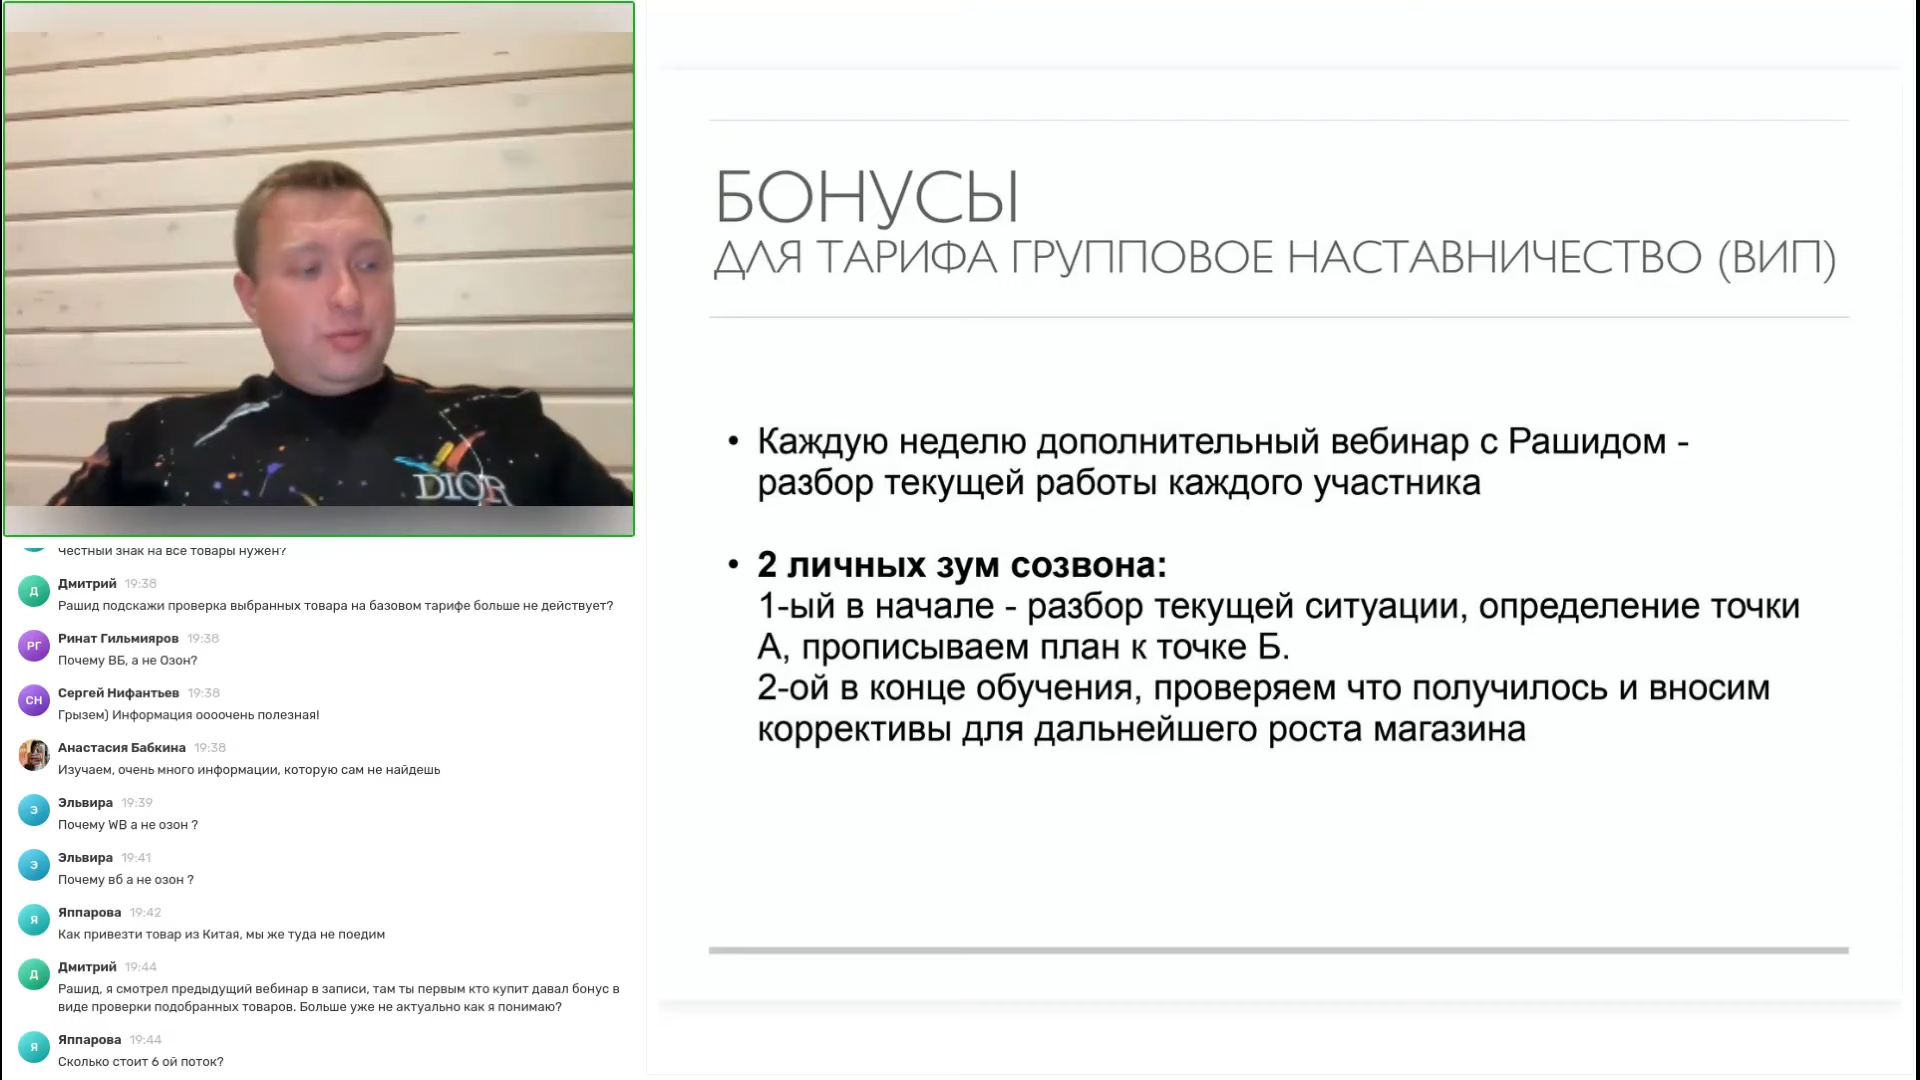 DIOR
Честный знак на все товары нужен?
Д
Дмитрий 19:38
Рашид подскажи проверка выбранных товара на базовом тарифе больше не действует?
РГ
Ринат Гильмияров 19:38
Почему ВБ, а не Озон?
СН
Сергей Нифантьев 19:38
Грызем) Информация оооочень полезная!
Анастасия Бабкина 19:38
Изучаем, очень много информации, которую сам не найдешь
Э
Эльвира 19:39
Почему WB а не озон ?
Э
Эльвира 19:41
Почему вб а не озон ?
Я
Яппарова 19:42
Как привезти товар из Китая, мы же туда не поедим
Д
Дмитрий 19:44
Рашид, я смотрел предыдущий вебинар в записи, там ты первым кто купит давал бонус в
виде проверки подобранных товаров. Больше уже не актуально как я понимаю?
Я
Яппарова 19:44
Сколько стоит 6 ой поток?
БОНУСЫ
ДЛЯ ТАРИФА ГРУППОВОЕ НАСТАВНИЧЕСТВО (ВИП)
• Каждую неделю дополнительный вебинар с Рашидом -
разбор текущей работы каждого участника
• 2 личных зум созвона:
1-ый в начале - разбор текущей ситуации, определение точки
А, прописываем план к точке Б.
2-ой в конце обучения, проверяем что получилось и вносим
коррективы для дальнейшего роста магазина